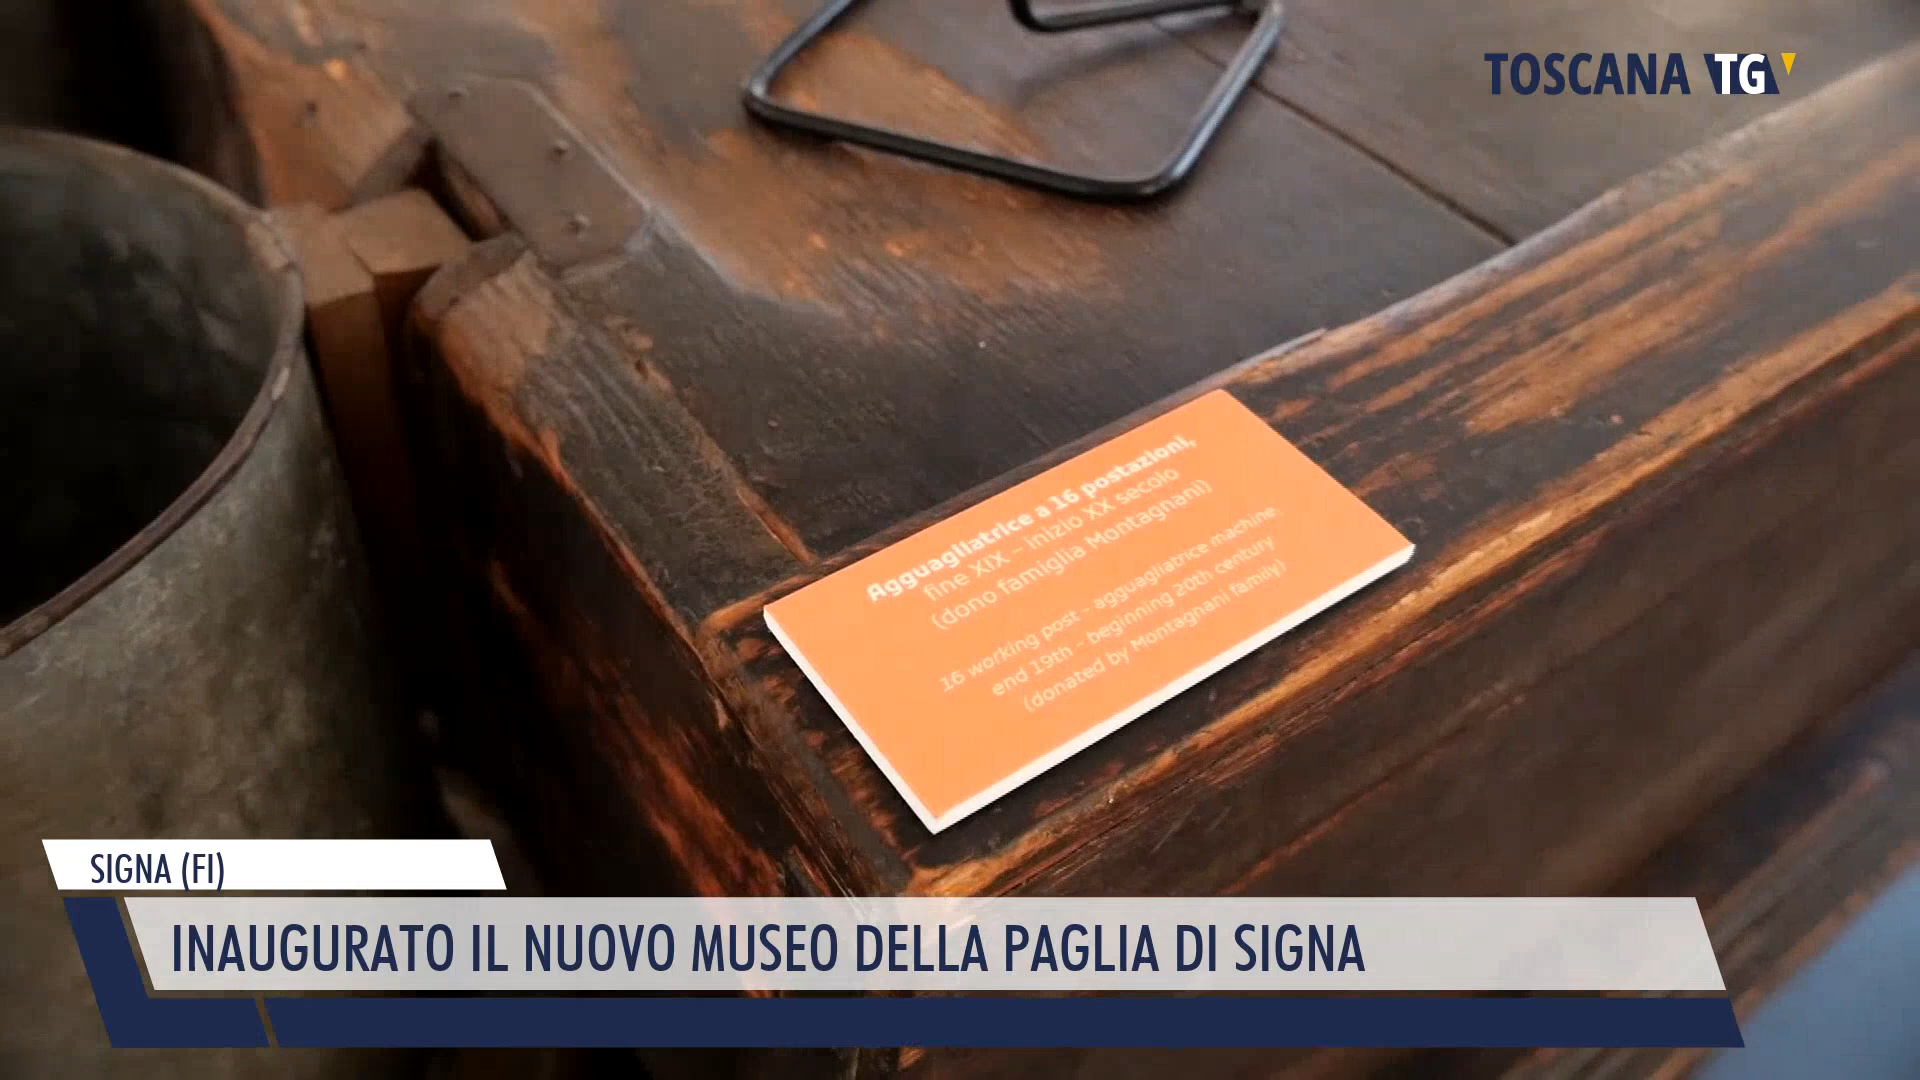 TOSCANA TG
Agguagliatrice a 16 postazioni,
fine XIX - inizio XX secolo
(dono famiglia Montagnani)
16 working post - agguagliatrice machine,
end 19th - beginning 20th century
(donated by Montagnani family)
SIGNA (FI)
INAUGURATO IL NUOVO MUSEO DELLA PAGLIA DI SIGNA